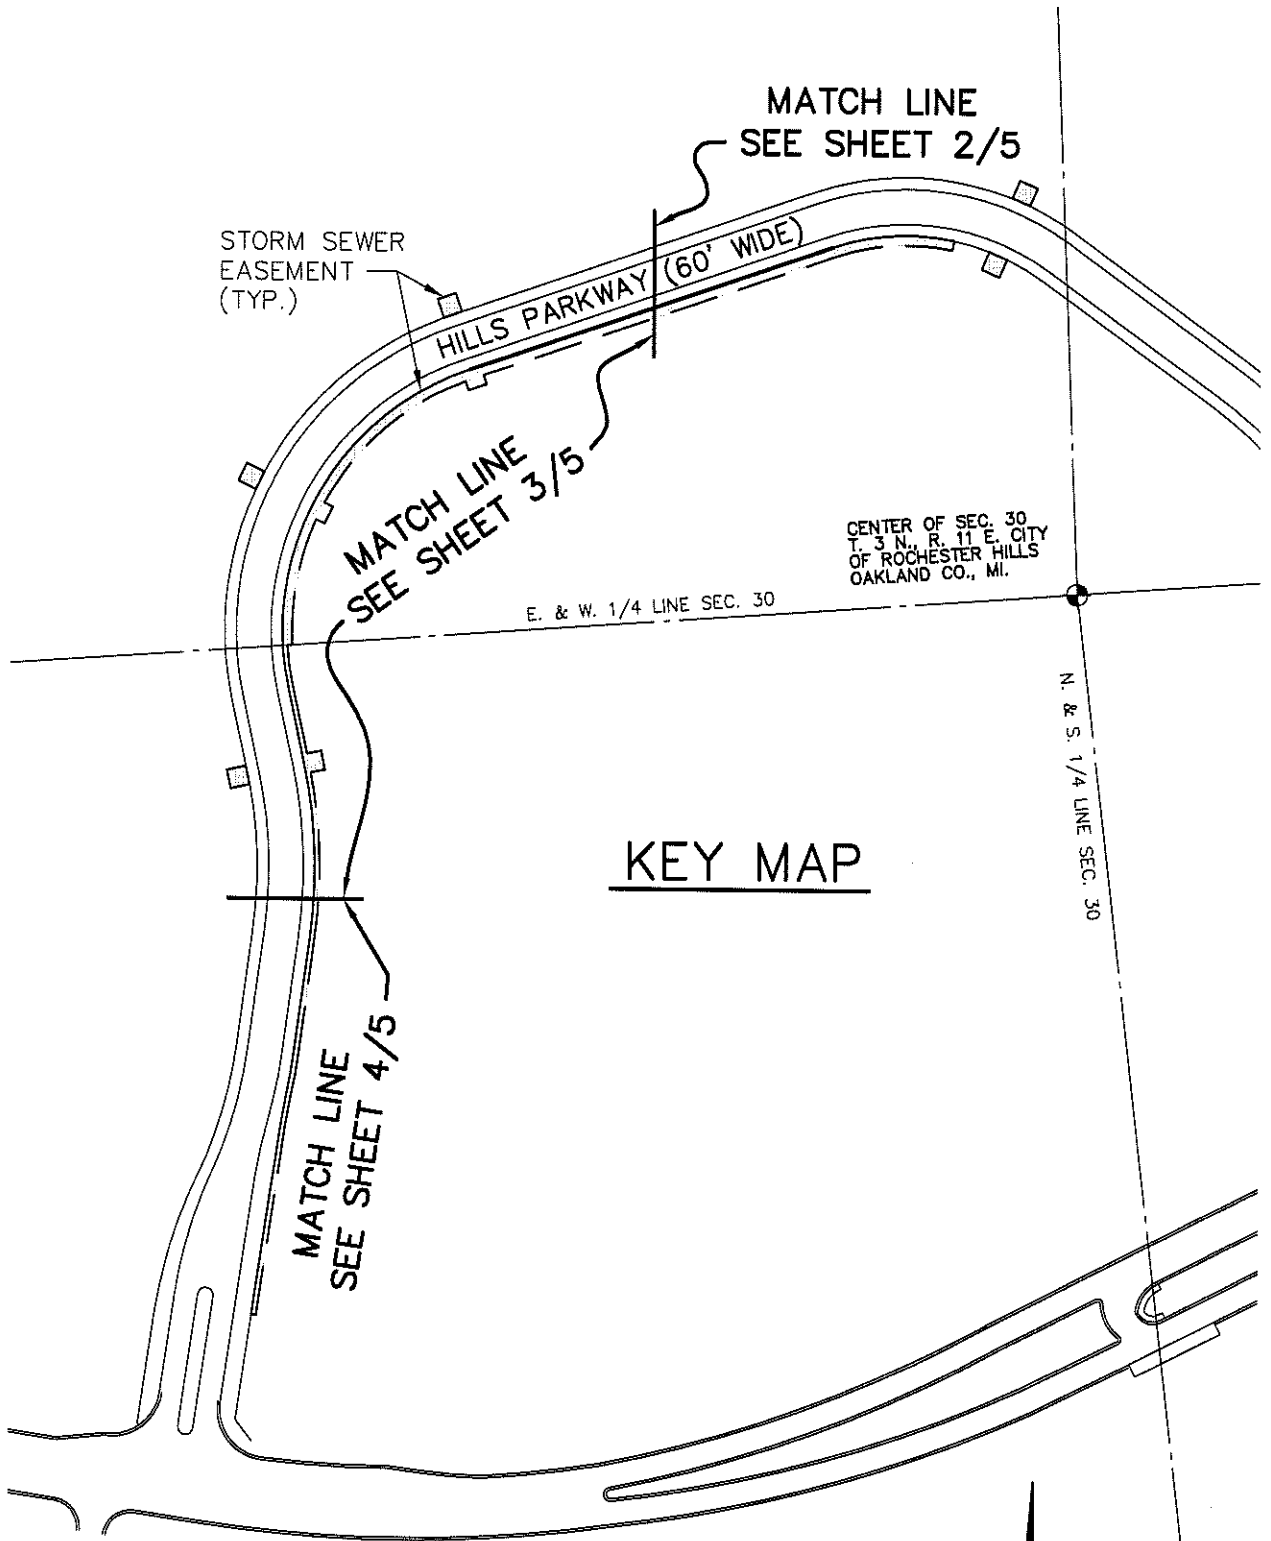 MATCH LINE
SEE SHEET 2/5
STORM SEWER
EASEMENT
(TYP.)
HILLS PARKWAY (60' WIDE)
MATCH LINE
SEE SHEET 3/5
CENTER OF SEC. 30
T. 3 N., R. 11 E. CITY
OF ROCHESTER HILLS
OAKLAND CO., MI.
E. & W. 1/4 LINE SEC. 30
N. & S. 1/4 LINE SEC. 30
KEY MAP
MATCH LINE
SEE SHEET 4/5